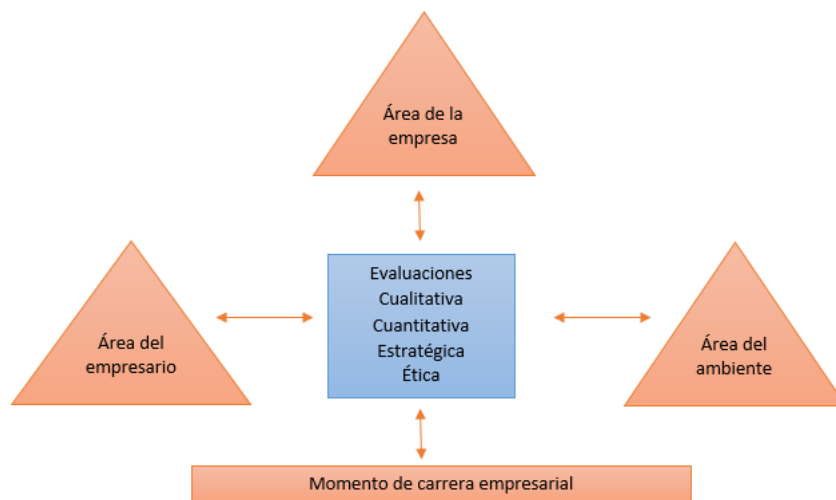 Área de la
empresa
Evaluaciones
Cualitativa
Cuantitativa
Estratégica
Ética
Área del
empresario
Área del
ambiente
Momento de carrera empresarial